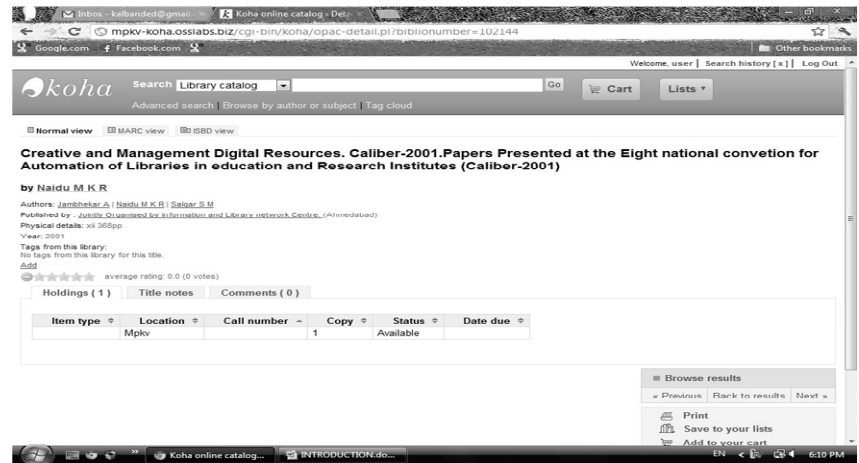 Inbox - kalbanded@gmail. Koha online catalog › Det
mpkv-koha.osslabs.biz/cgi-bin/koha/opac-detail.pl?biblionumber=102144
Google.com Facebook.com Other bookmarks
Welcome, user | Search history [x] | Log Out
koha Search Library catalog Go Cart Lists
Advanced search | Browse by author or subject | Tag cloud
Normal view MARC view ISBD view
Creative and Management Digital Resources. Caliber-2001.Papers Presented at the Eight national convetion for
Automation of Libraries in education and Research Institutes (Caliber-2001)
by Naidu M K R
Authors: Jambhekar A | Naidu M K R | Salgar S M
Published by : Jointly Organised by information and Library network Centre, (Ahmedabad)
Physical details: xii 368pp
Year: 2001
Tags from this library:
No tags from this library for this title.
Add
average rating: 0.0 (0 votes)
Holdings ( 1 ) Title notes Comments ( 0 )
Item type Location Call number Copy Status Date due
Mpkv 1 Available
Browse results
« Previous Back to results Next »
Print
Save to your lists
Add to your cart
Koha online catalog... INTRODUCTION.do... EN 6:10 PM